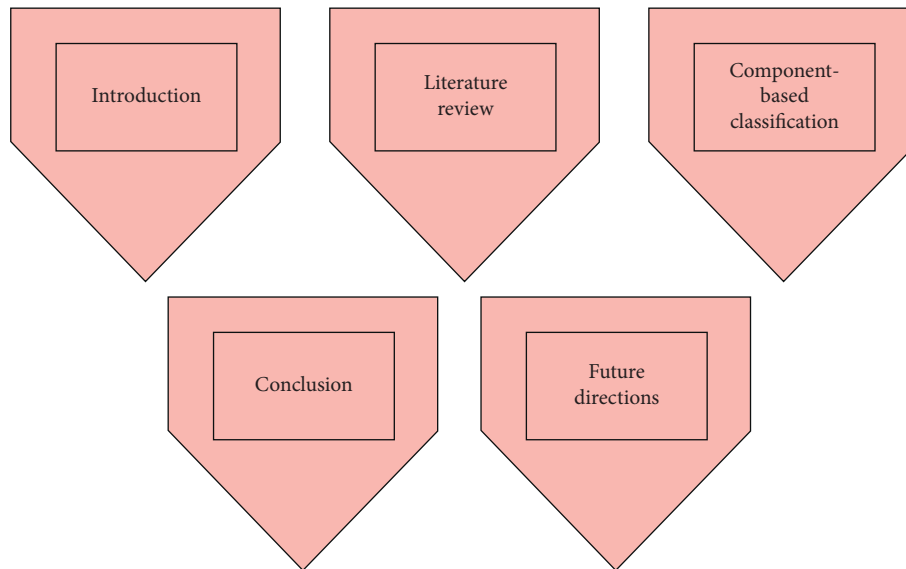 Introduction
Literature
review
Component-
based
classification
Conclusion
Future
directions